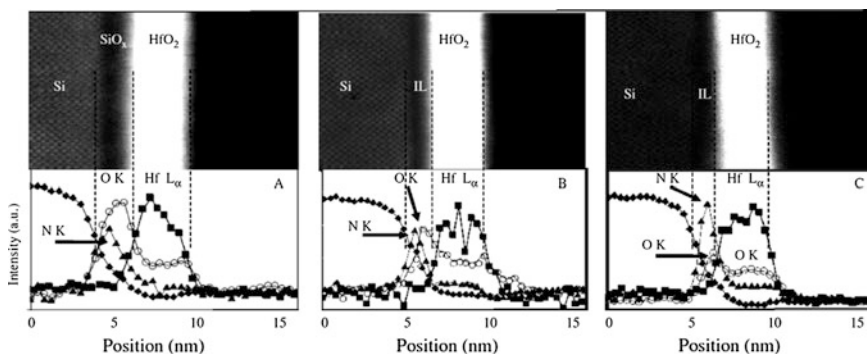 SiOx HfO2
Si
HfO2
Si IL
HfO2
Si IL
O K Hf Lα A
N K
O K Hf Lα B
N K
N K Hf Lα C
O K O K
Intensity (a.u.)
0 5 10 15
0 5 10 15
0 5 10 15
Position (nm) Position (nm) Position (nm)